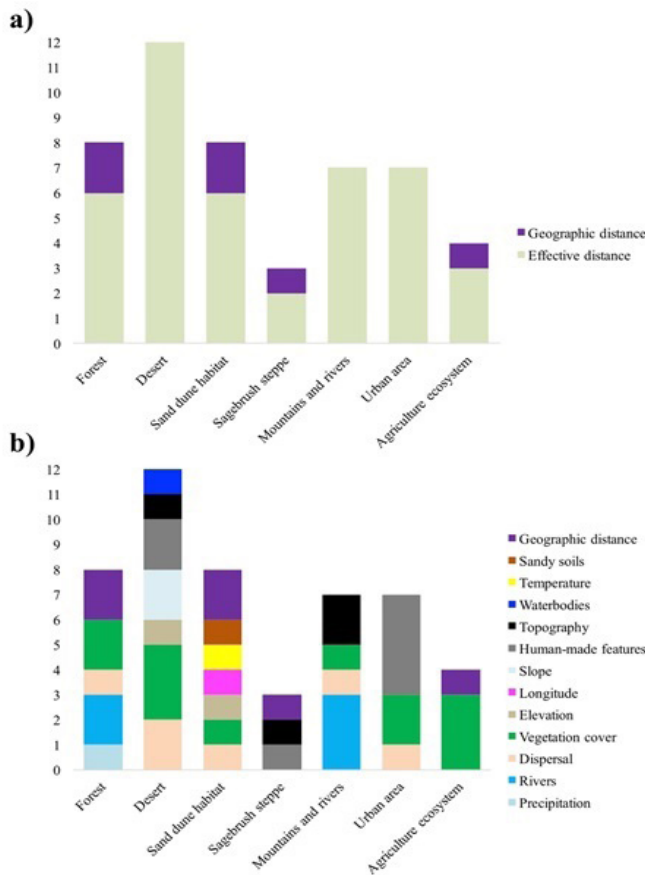 a)
12
11
10
9
8
7
6
5
4
3
2
1
0
Geographic distance
Effective distance
Forest
Desert
Sand dune habitat
Sagebrush steppe
Mountains and rivers
Urban area
Agriculture ecosystem
b)
12
11
10
9
8
7
6
5
4
3
2
1
0
Geographic distance
Sandy soils
Temperature
Waterbodies
Topography
Human-made features
Slope
Longitude
Elevation
Vegetation cover
Dispersal
Rivers
Precipitation
Forest
Desert
Sand dune habitat
Sagebrush steppe
Mountains and rivers
Urban area
Agriculture ecosystem